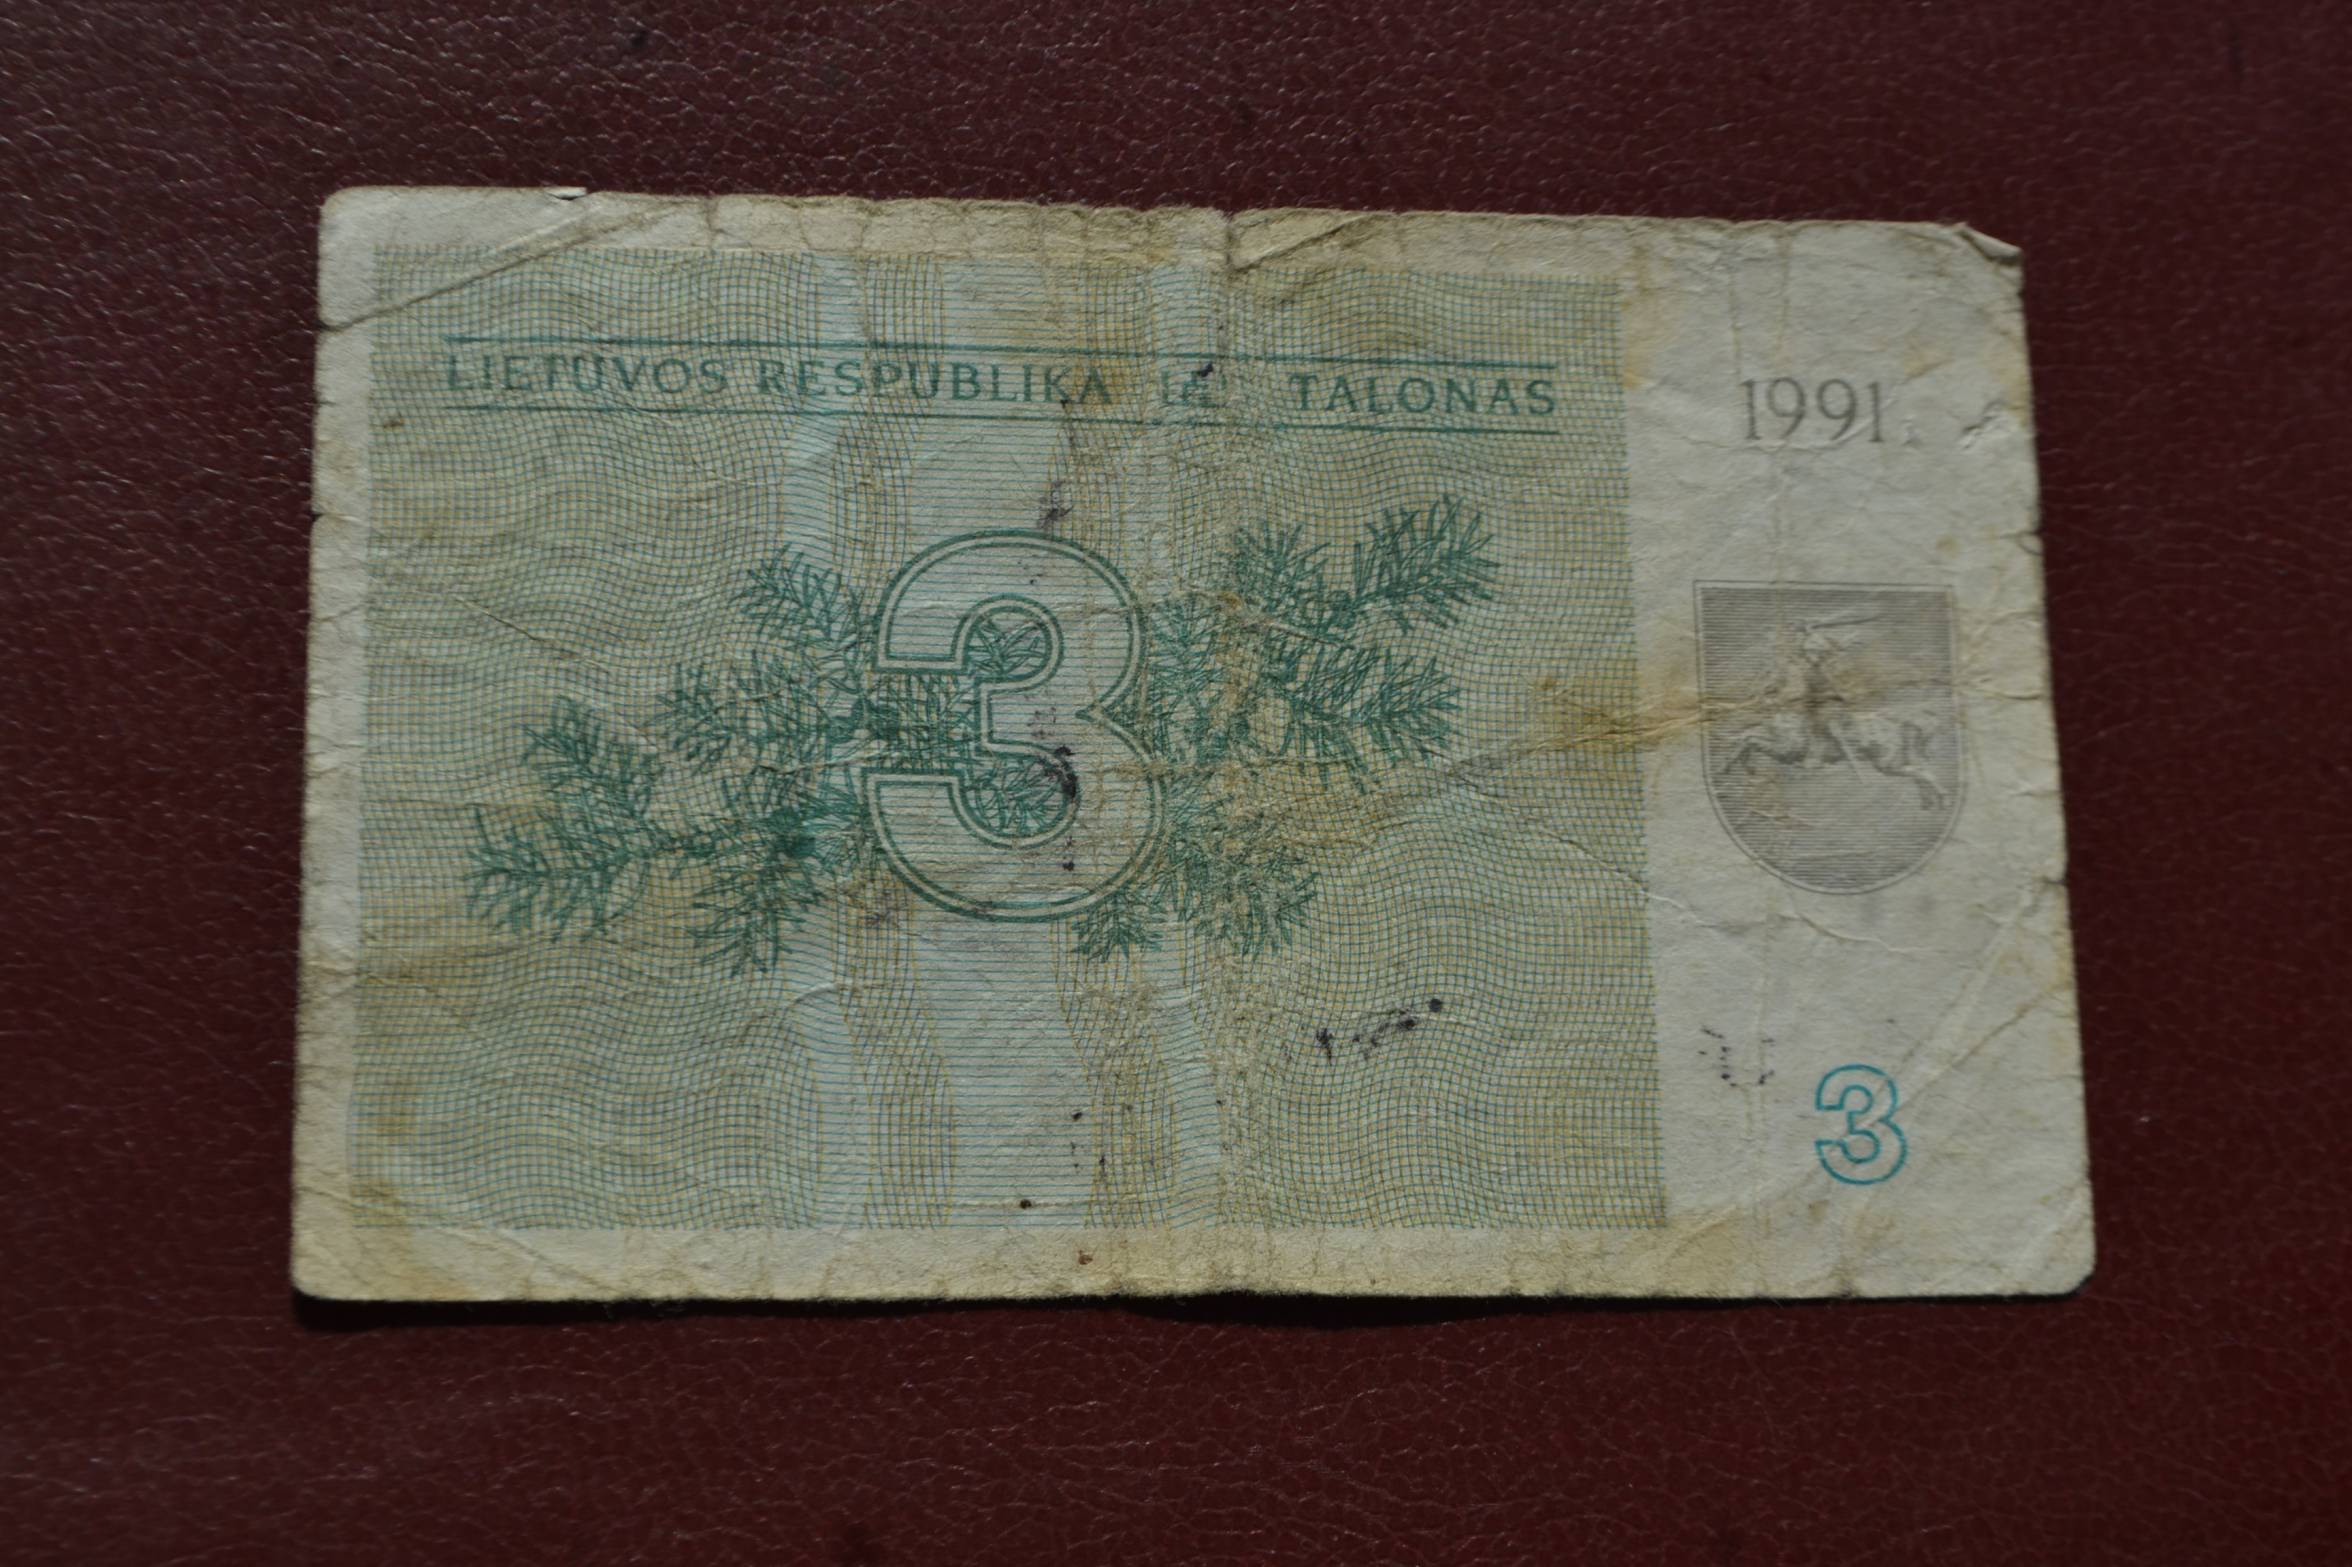 LIETUVOS RESPUBLIKA TALONAS
1991
3
3